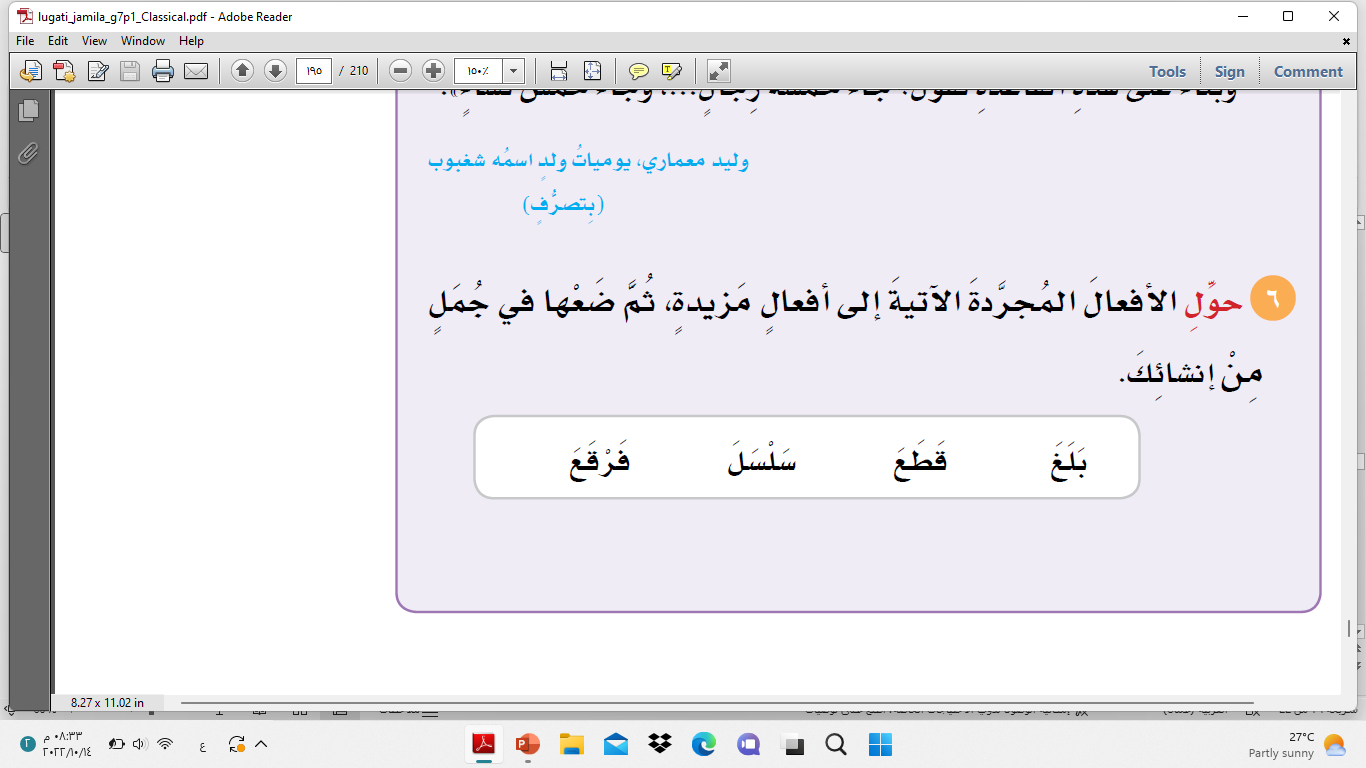 lugati_jamila_g7p1_Classical.pdf - Adobe Reader
File Edit View Window Help
١٩٥ / 210 ١٥٠٪ Tools Sign Comment
وليد معماري، يومياتُ ولدٍ اسمُه شغبوب
(بِتصرُّفٍ)
٦ حوِّلِ الأفعالَ المُجرَّدةَ الآتيةَ إلى أفعالٍ مَزيدةٍ، ثُمَّ ضَعْها في جُمَلٍ
مِنْ إنشائِكَ.
بَلَغَ قَطَعَ سَلْسَلَ فَرْقَعَ
8.27 x 11.02 in
٠٨:٣٣ م
٢٠٢٢/١٠/١٤
ع
27°C
Partly sunny